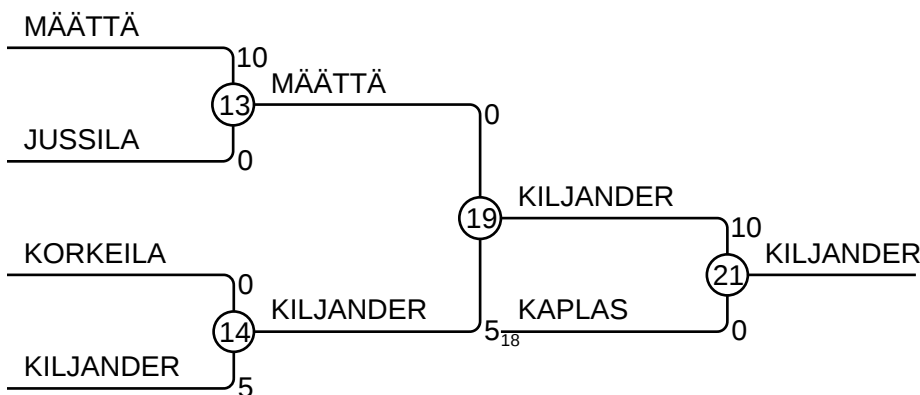 MÄÄTTÄ
10
13
MÄÄTTÄ
JUSSILA
0
0
19
KILJANDER
KORKEILA
0
10
21
KILJANDER
14
KILJANDER
5
18
KAPLAS
0
KILJANDER
5